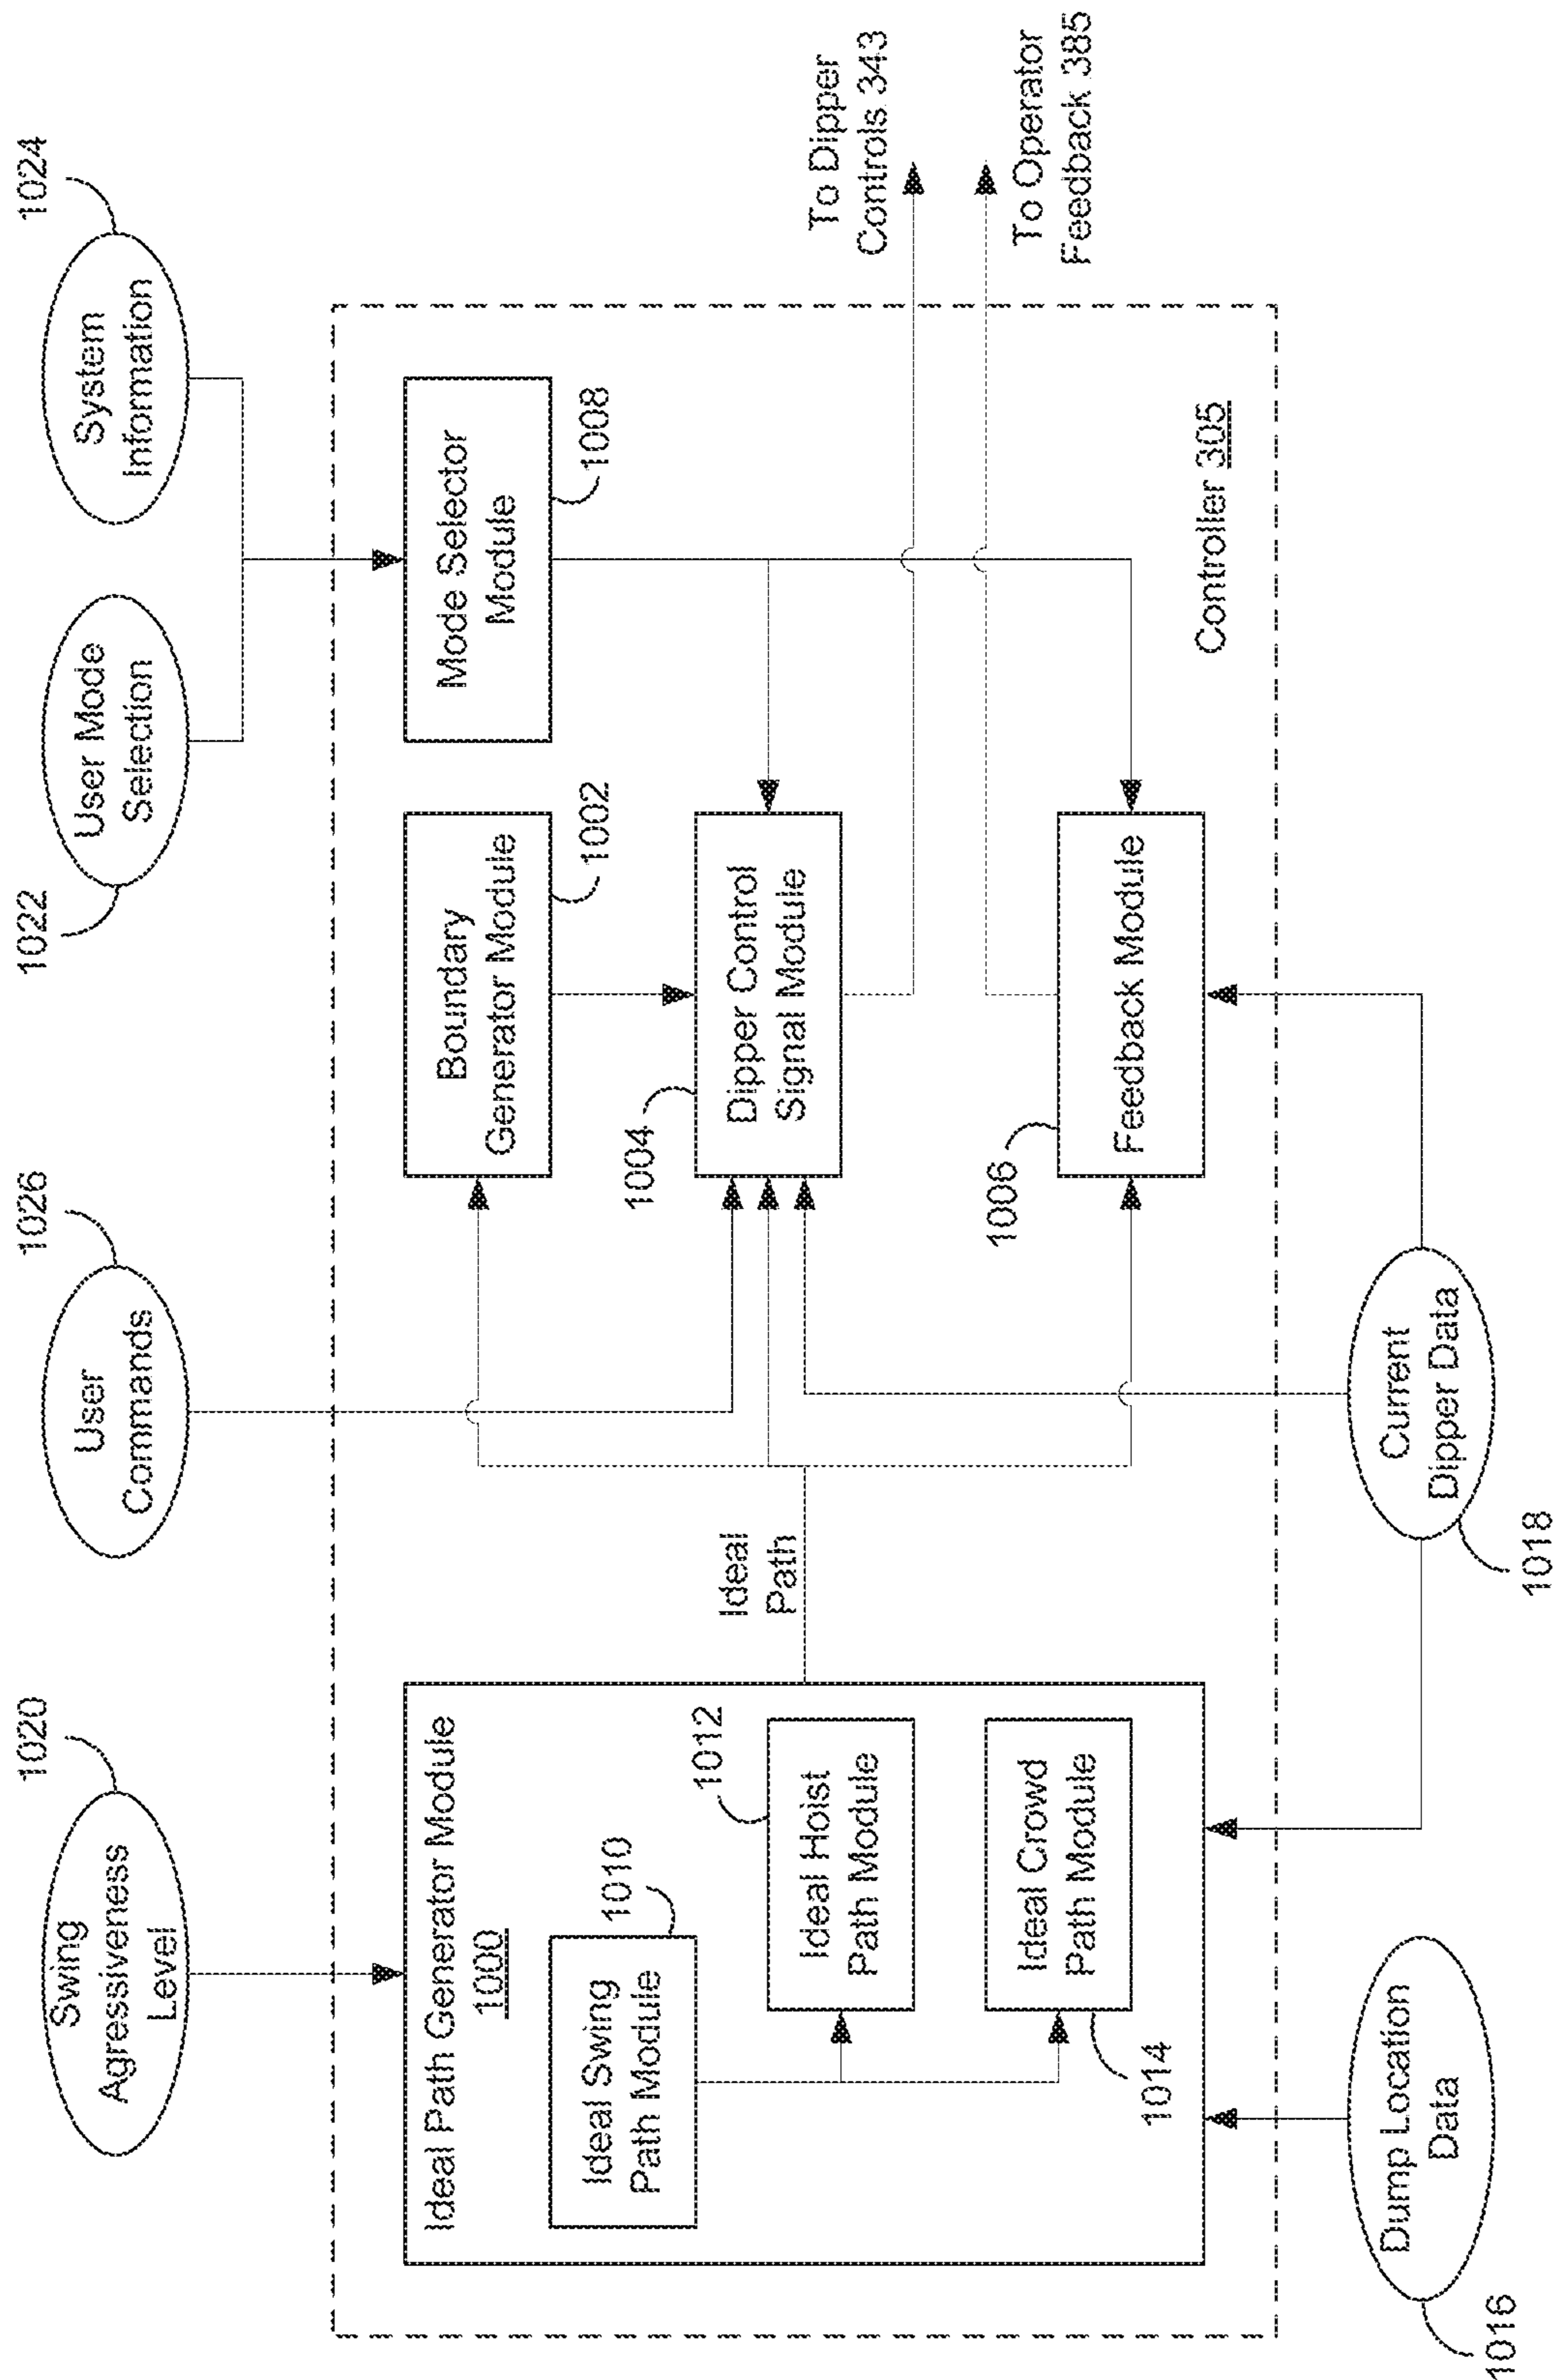 1020
Swing
Agressiveness
Level
1026
User
Commands
1022
User Mode
Selection
1024
System
Information
Ideal Path Generator Module
1000
Ideal Swing
Path Module
1010
1012
Ideal Hoist
Path Module
Ideal Crowd
Path Module
1014
Ideal
Path
Boundary
Generator Module
1002
Mode Selector
Module
1008
1004
Dipper Control
Signal Module
1006
Feedback Module
Controller 305
To Dipper
Controls 343
To Operator
Feedback 385
Dump Location
Data
1016
Current
Dipper Data
1018